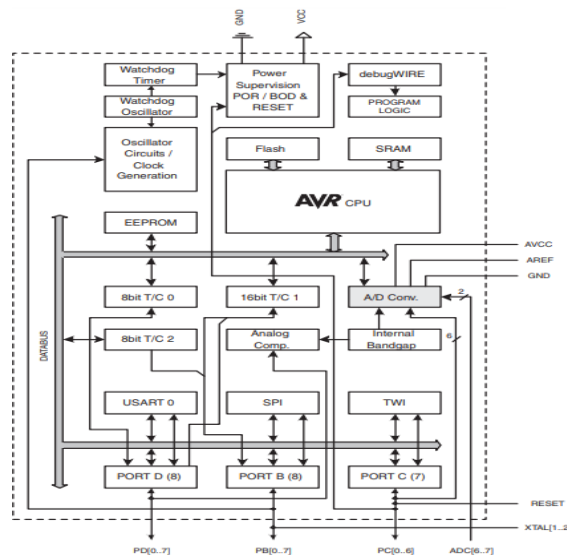 GND
VCC
Watchdog
Timer
Watchdog
Oscillator
Oscillator
Circuits /
Clock
Generation
Power
Supervision
POR / BOD &
RESET
debugWIRE
PROGRAM
LOGIC
Flash
SRAM
AVR CPU
EEPROM
AVCC
AREF
GND
8bit T/C 0
16bit T/C 1
A/D Conv.
2
DATABUS
8bit T/C 2
Analog
Comp.
Internal
Bandgap
6
USART 0
SPI
TWI
PORT D (8)
PORT B (8)
PORT C (7)
RESET
XTAL[1..2
PD[0..7]
PB[0..7]
PC[0..6]
ADC[6..7]